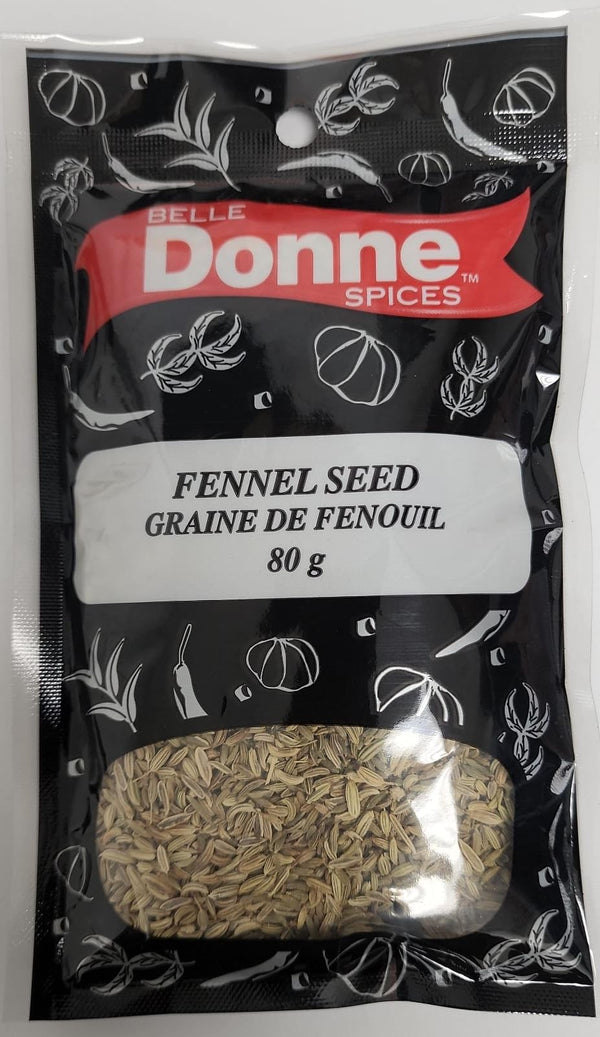 BELLE
Donne™
SPICES
FENNEL SEED
GRAINE DE FENOUIL
80 g